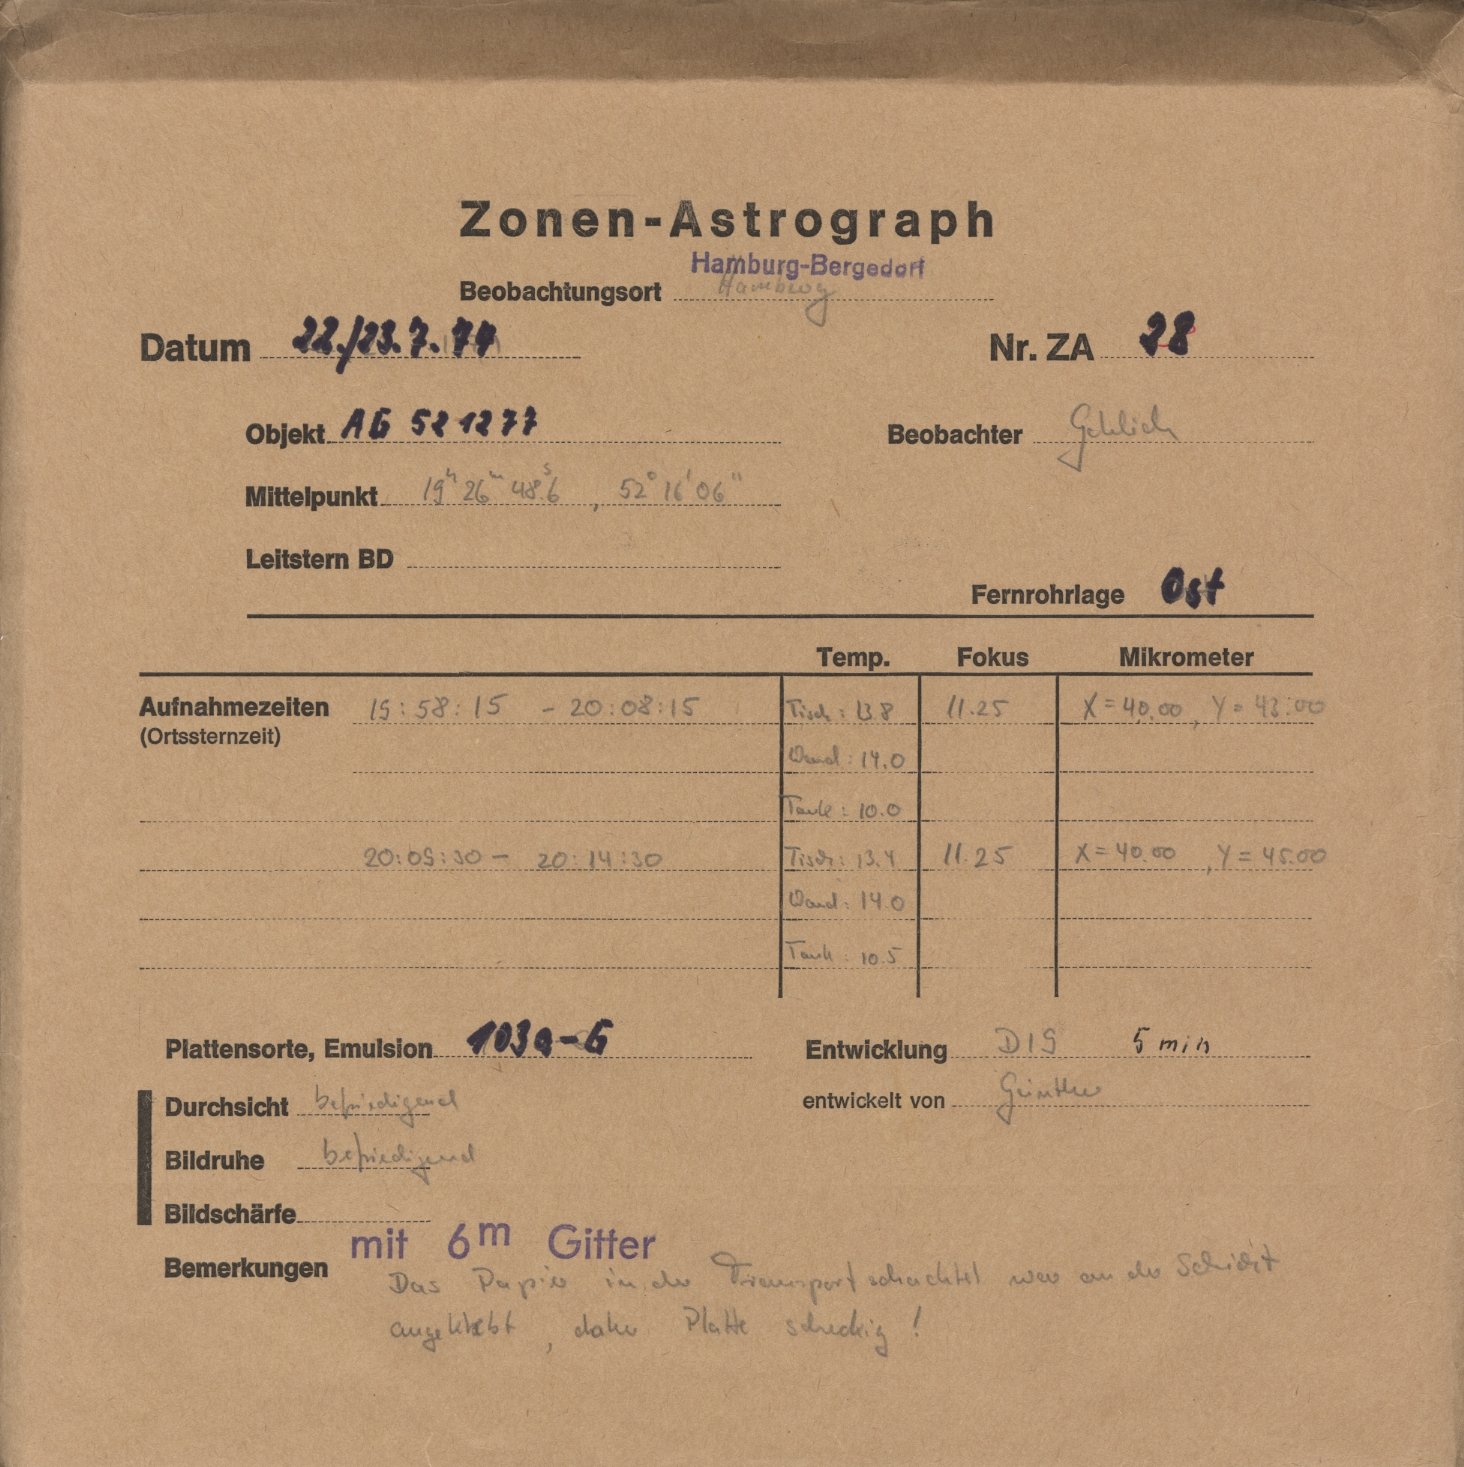 Zonen-Astrograph
Hamburg-Bergedorf
Beobachtungsort Hamburg
Datum 22./23.7.74 Nr. ZA 28
Objekt AG 52 1277 Beobachter
Mittelpunkt 19h 26m 48s.6 , 52° 16' 06"
Leitstern BD
Fernrohrlage Ost
Temp. Fokus Mikrometer
Aufnahmezeiten 19:58:15 - 20:08:15 Tisch: 13.8 11.25 X=40.00, Y=43.00
(Ortssternzeit)
Wand: 14.0
Tank: 10.0
20:09:30 - 20:14:30 Tisch: 13.4 11.25 X=40.00, Y=45.00
Wand: 14.0
Tank: 10.5
Plattensorte, Emulsion 103a-G Entwicklung D19 5 min
Durchsicht befriedigend entwickelt von Günther
Bildruhe befriedigend
Bildschärfe
mit 6m Gitter
Bemerkungen
Das Papier in der Transportschachtel war an der Schicht
angeklebt, daher Platte scheckig!